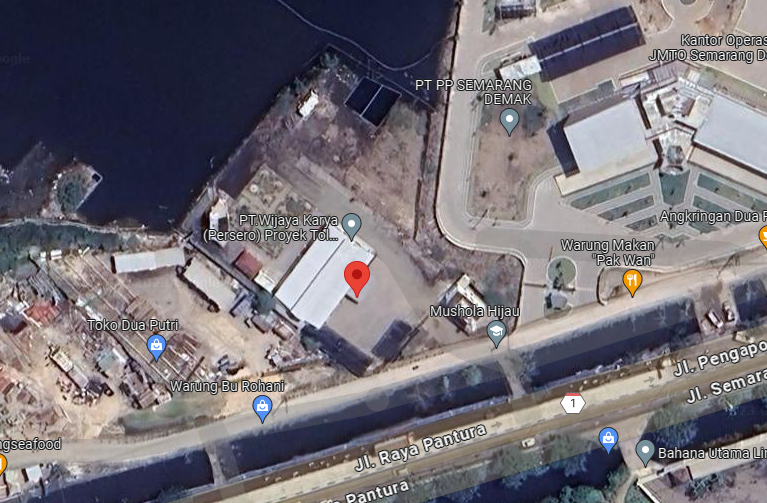 Kantor Operas
JMTO Semarang D
PT PP SEMARANG
DEMAK
PT.Wijaya Karya
(Persero) Proyek Tol...
Angkringan Dua
Warung Makan
"Pak Wan"
Mushola Hijau
Toko Dua Putri
Warung Bu Rohani
Jl. Pengapo
Jl. Semara
1
Jl. Raya Pantura
ngseafood
Bahana Utama Li
Pantura